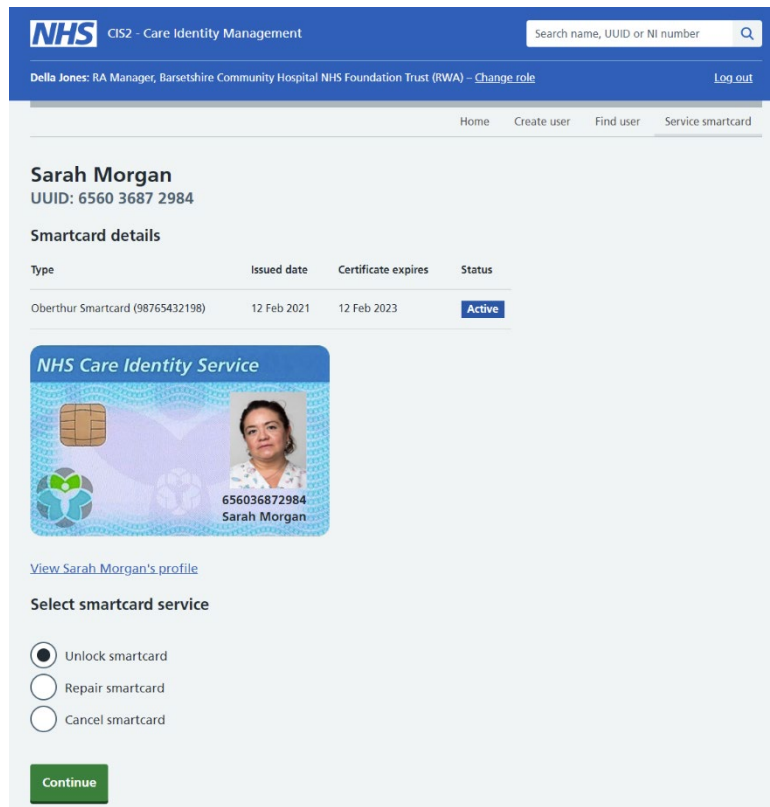 NHS CIS2 - Care Identity Management
Search name, UUID or NI number
Della Jones: RA Manager, Barsetshire Community Hospital NHS Foundation Trust (RWA) – Change role
Log out
Home Create user Find user Service smartcard
Sarah Morgan
UUID: 6560 3687 2984
Smartcard details
Type Issued date Certificate expires Status
Oberthur Smartcard (98765432198) 12 Feb 2021 12 Feb 2023 Active
NHS Care Identity Service
656036872984
Sarah Morgan
View Sarah Morgan's profile
Select smartcard service
Unlock smartcard
Repair smartcard
Cancel smartcard
Continue